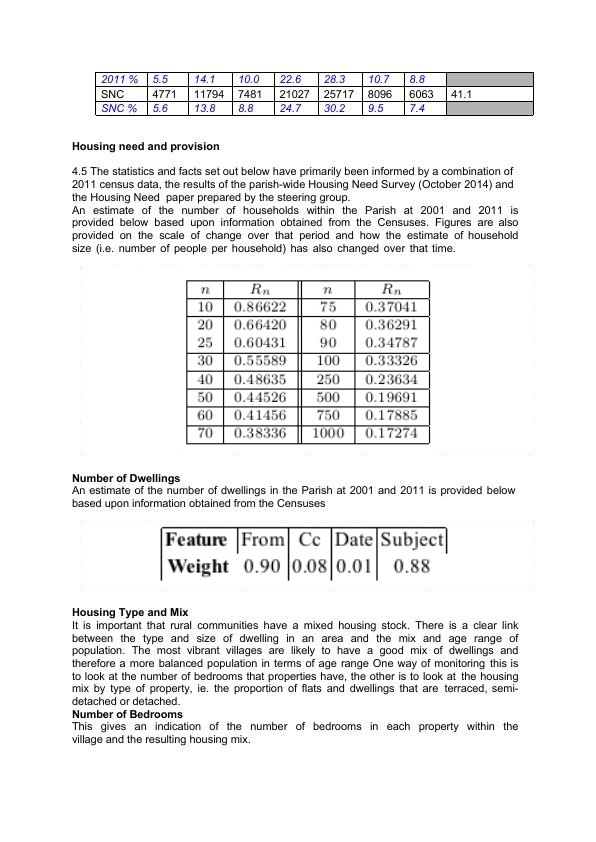 2011 % 5.5 14.1 10.0 22.6 28.3 10.7 8.8
SNC 4771 11794 7481 21027 25717 8096 6063 41.1
SNC % 5.6 13.8 8.8 24.7 30.2 9.5 7.4
Housing need and provision
4.5 The statistics and facts set out below have primarily been informed by a combination of
2011 census data, the results of the parish-wide Housing Need Survey (October 2014) and
the Housing Need paper prepared by the steering group.
An estimate of the number of households within the Parish at 2001 and 2011 is
provided below based upon information obtained from the Censuses. Figures are also
provided on the scale of change over that period and how the estimate of household
size (i.e. number of people per household) has also changed over that time.
n Rn n Rn
10 0.86622 75 0.37041
20 0.66420 80 0.36291
25 0.60431 90 0.34787
30 0.55589 100 0.33326
40 0.48635 250 0.23634
50 0.44526 500 0.19691
60 0.41456 750 0.17885
70 0.38336 1000 0.17274
Number of Dwellings
An estimate of the number of dwellings in the Parish at 2001 and 2011 is provided below
based upon information obtained from the Censuses
Feature From Cc Date Subject
Weight 0.90 0.08 0.01 0.88
Housing Type and Mix
It is important that rural communities have a mixed housing stock. There is a clear link
between the type and size of dwelling in an area and the mix and age range of
population. The most vibrant villages are likely to have a good mix of dwellings and
therefore a more balanced population in terms of age range One way of monitoring this is
to look at the number of bedrooms that properties have, the other is to look at the housing
mix by type of property, ie. the proportion of flats and dwellings that are terraced, semi-
detached or detached.
Number of Bedrooms
This gives an indication of the number of bedrooms in each property within the
village and the resulting housing mix.